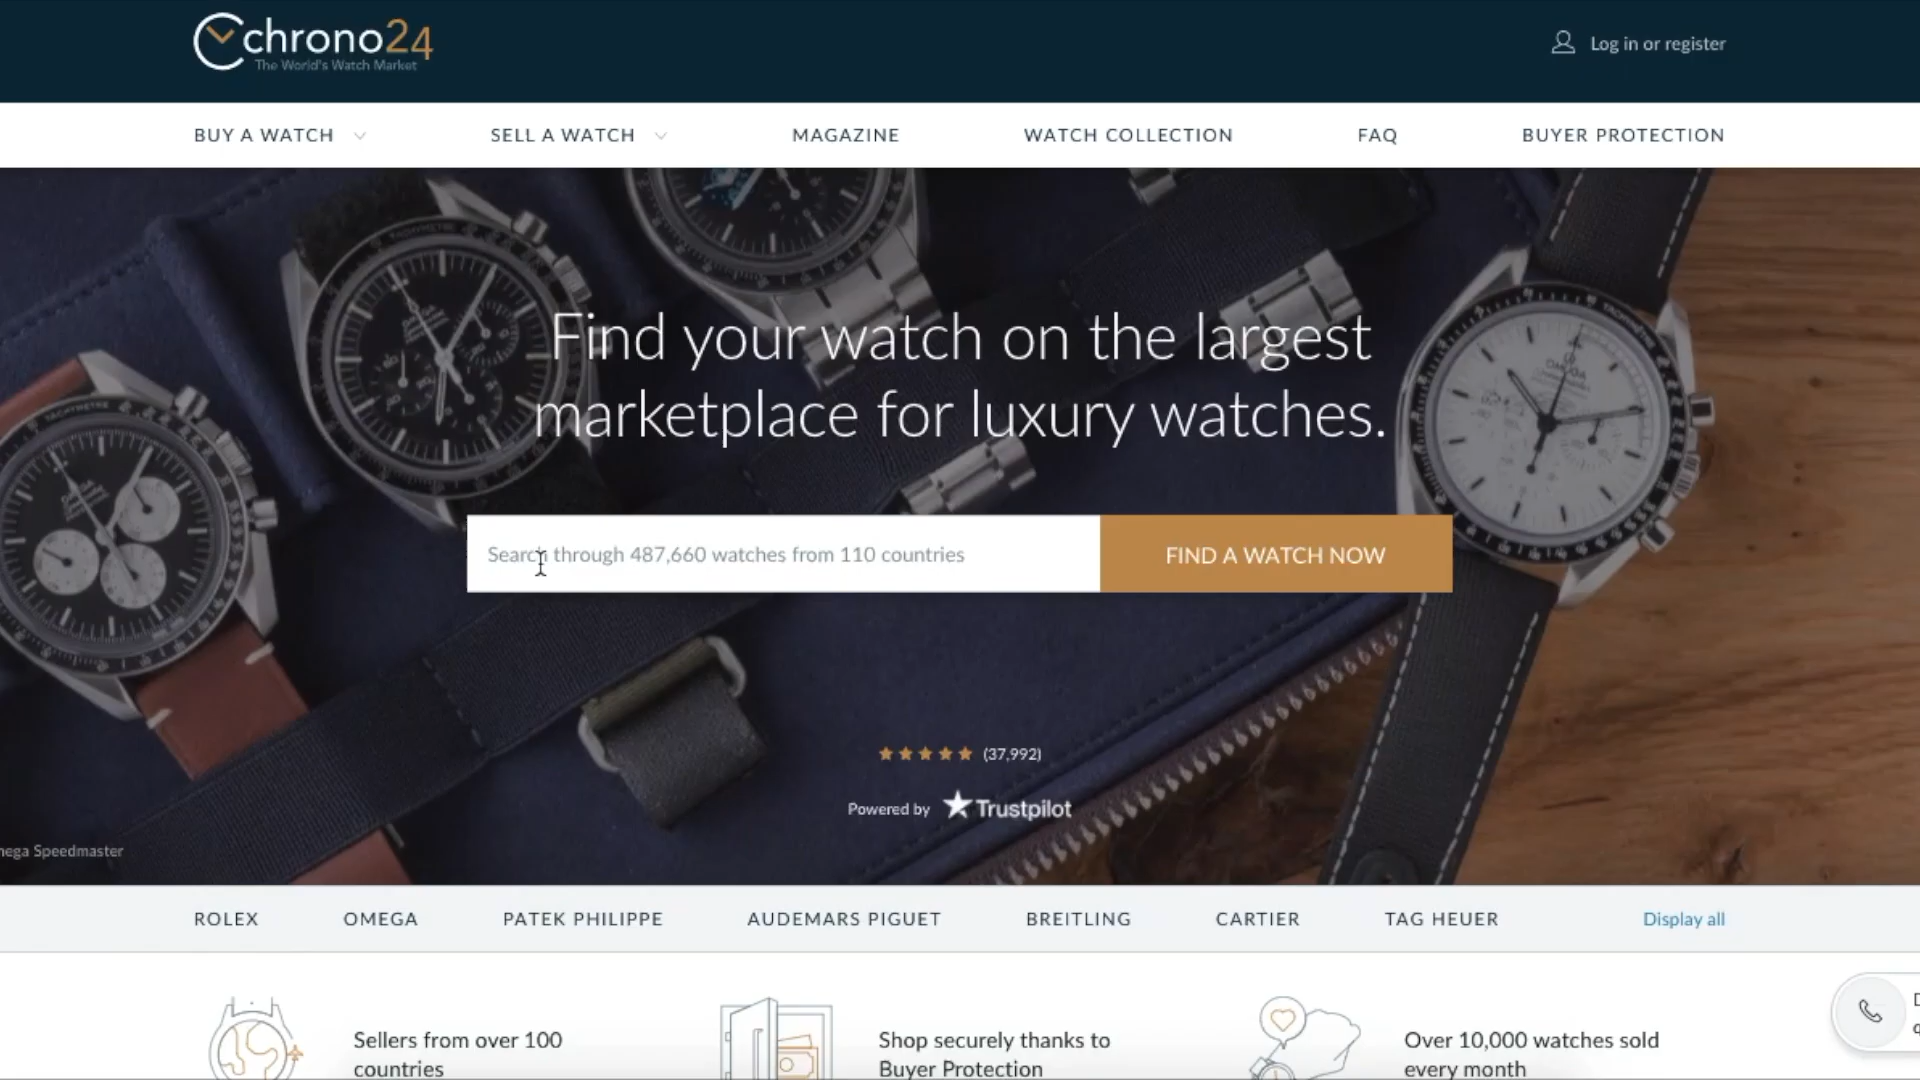 chrono24
The World's Watch Market
Log in or register
BUY A WATCH
SELL A WATCH
MAGAZINE
WATCH COLLECTION
FAQ
BUYER PROTECTION
Find your watch on the largest
marketplace for luxury watches.
Search through 487,660 watches from 110 countries
FIND A WATCH NOW
TACHYMETRE
OMEGA
(37,992)
Powered by Trustpilot
mega Speedmaster
ROLEX
OMEGA
PATEK PHILIPPE
AUDEMARS PIGUET
BREITLING
CARTIER
TAG HEUER
Display all
Sellers from over 100
countries
Shop securely thanks to
Buyer Protection
Over 10,000 watches sold
every month